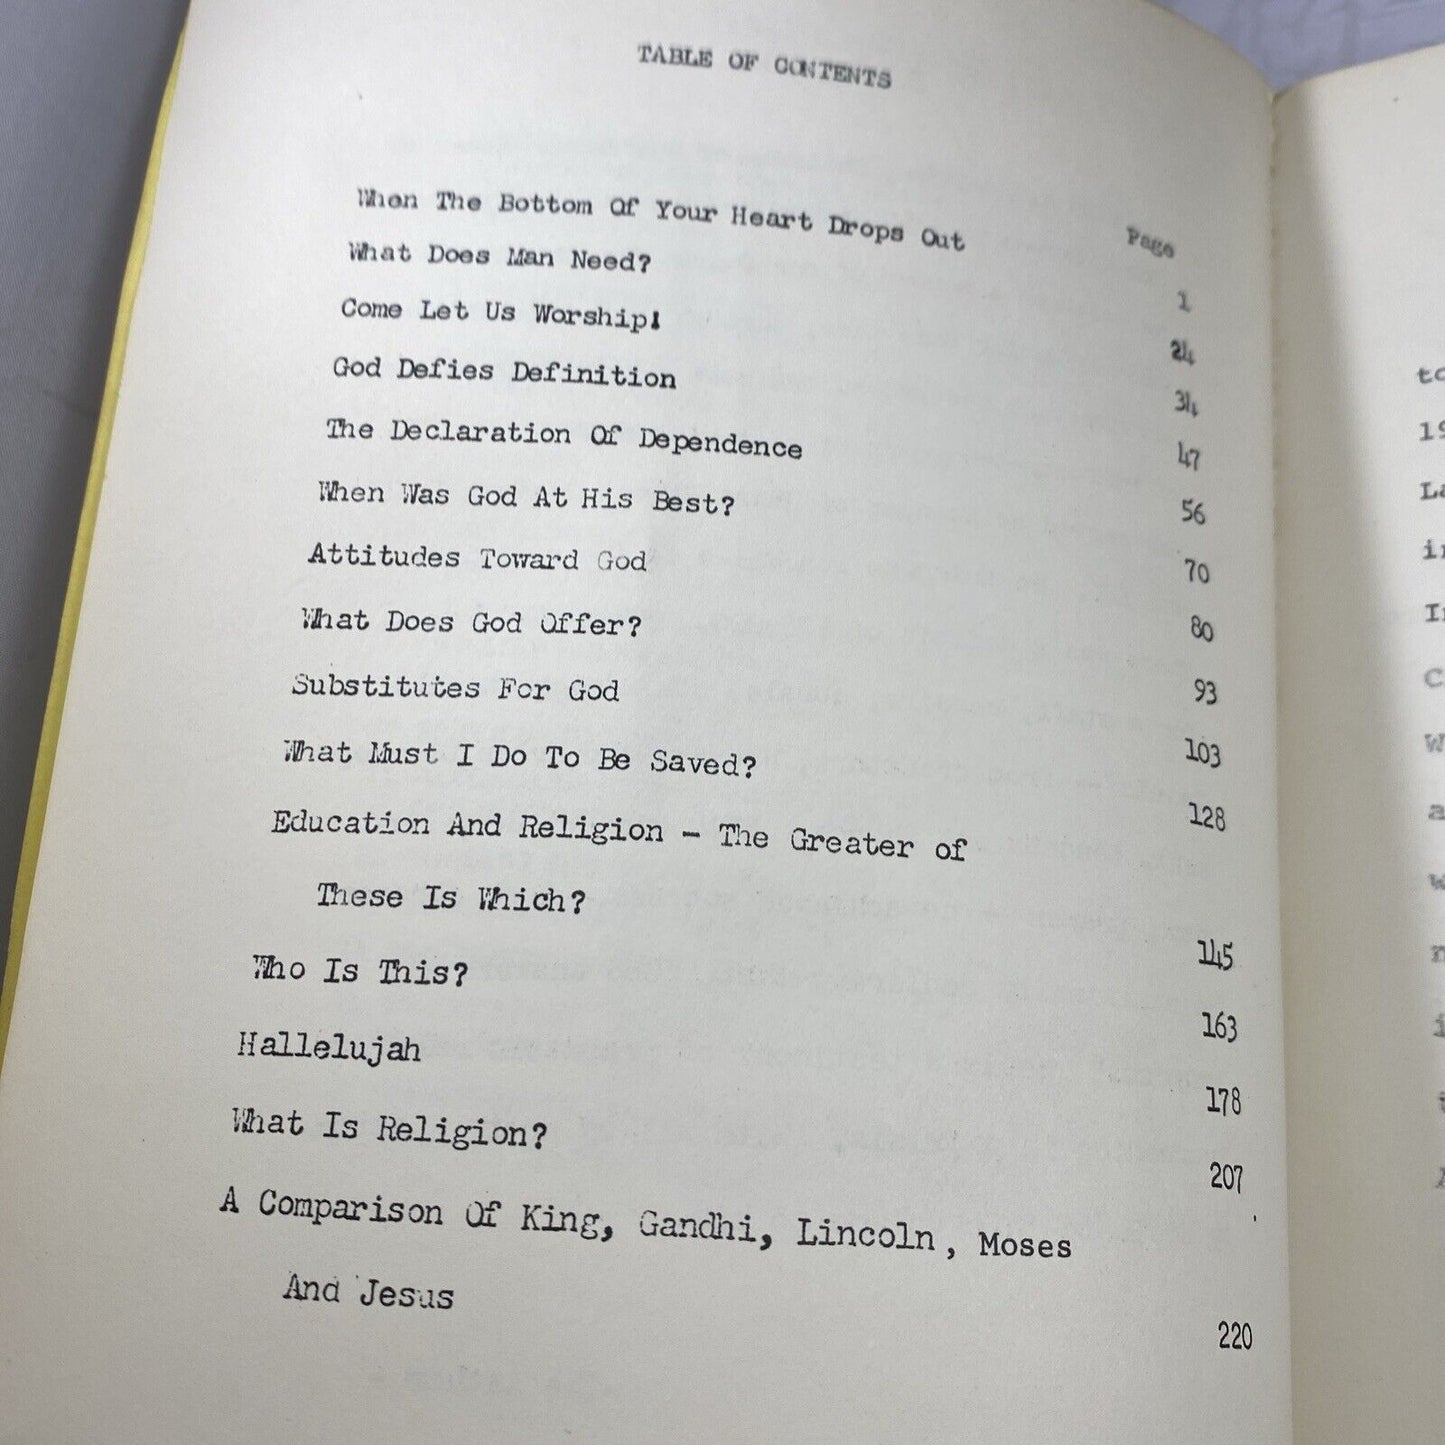 TABLE OF CONTENTS
Page
When The Bottom Of Your Heart Drops Out 1
What Does Man Need? 24
Come Let Us Worship! 34
God Defies Definition 47
The Declaration Of Dependence 56
When Was God At His Best? 70
Attitudes Toward God 80
What Does God Offer? 93
Substitutes For God 103
What Must I Do To Be Saved? 128
Education And Religion - The Greater of
These Is Which? 145
Who Is This? 163
Hallelujah 178
What Is Religion? 207
A Comparison Of King, Gandhi, Lincoln, Moses
And Jesus 220